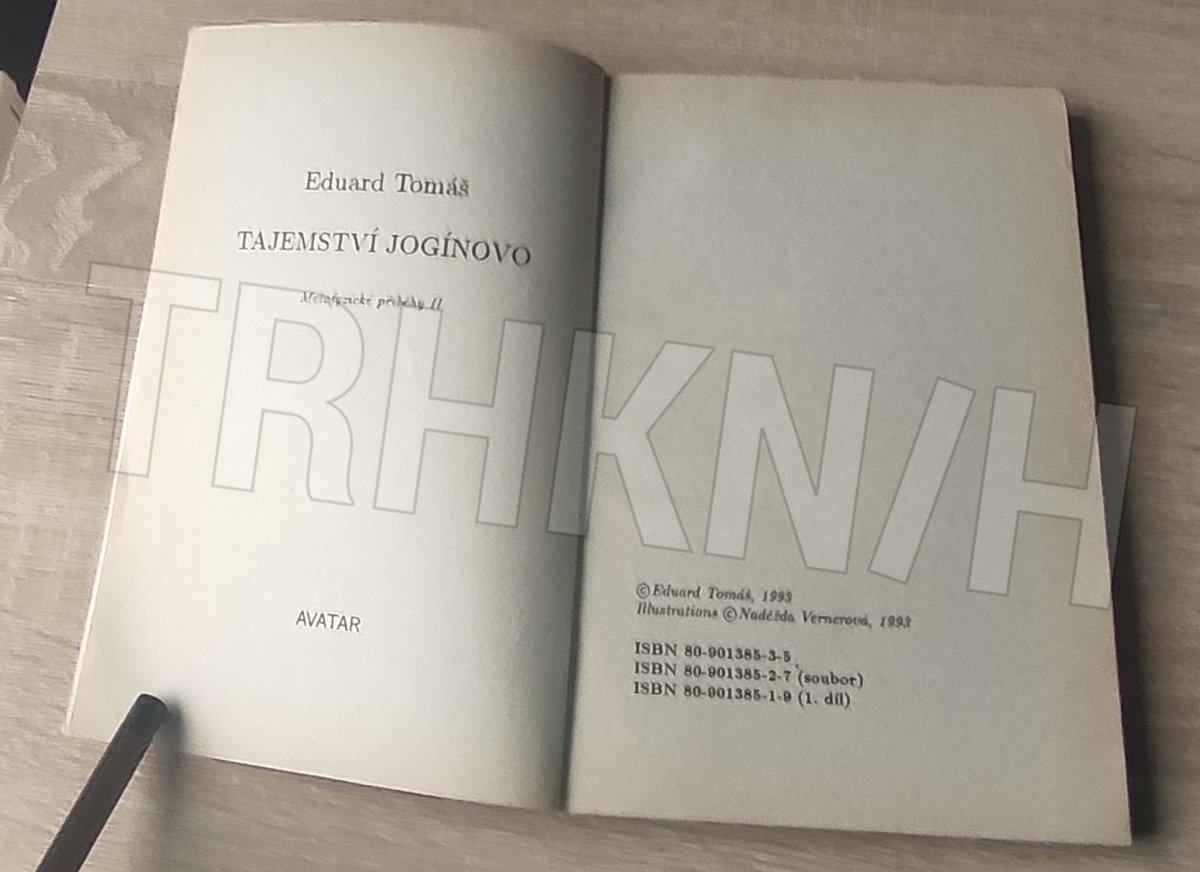 Eduard Tomáš
TAJEMSTVÍ JOGÍNOVO
Metafyzické příběhy II
AVATAR
TRHKN/H
©Eduard Tomáš, 1993
Illustrations ©Naděžda Vernerová, 1993
ISBN 80-901385-3-5
ISBN 80-901385-2-7 (soubor)
ISBN 80-901385-1-9 (1. díl)